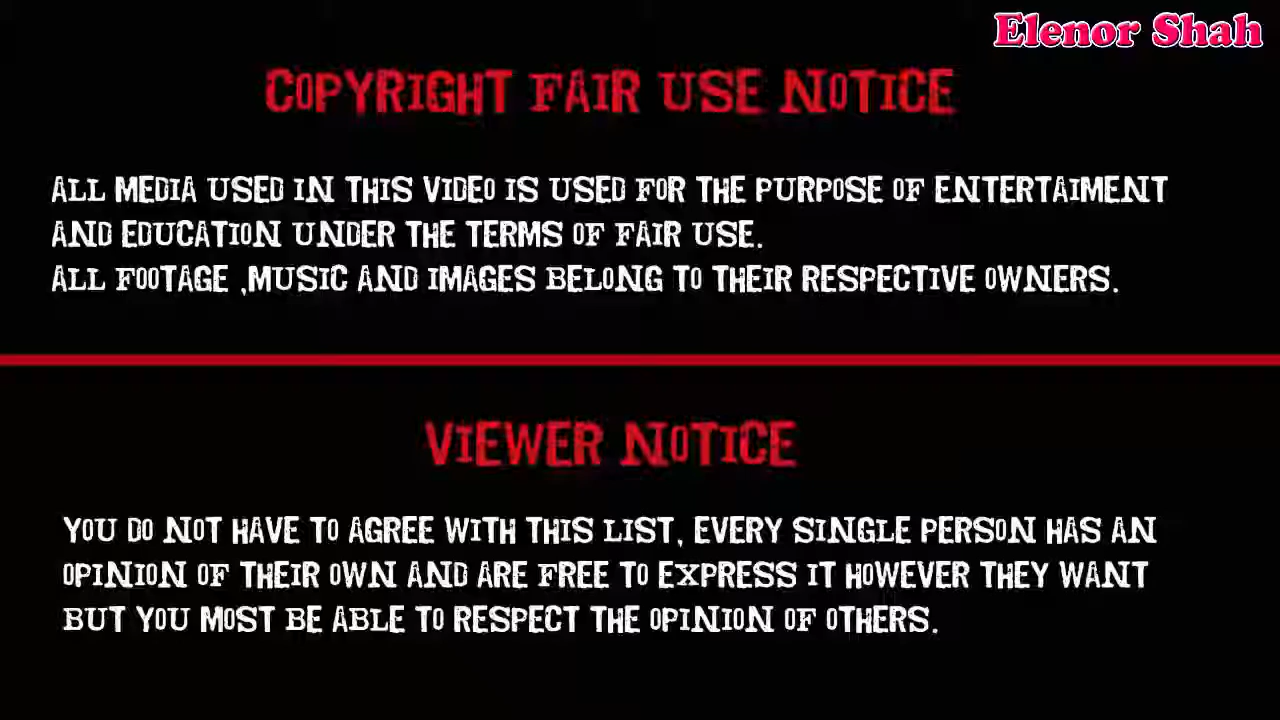 Elenor Shah
COPYRIGHT FAIR USE NOTICE
ALL MEDIA USED IN THIS VIDEO IS USED FOR THE PURPOSE OF ENTERTAIMENT
AND EDUCATION UNDER THE TERMS OF FAIR USE.
ALL FOOTAGE ,MUSIC AND IMAGES BELONG TO THEIR RESPECTIVE OWNERS.
VIEWER NOTICE
YOU DO NOT HAVE TO AGREE WITH THIS LIST, EVERY SINGLE PERSON HAS AN
OPINION OF THEIR OWN AND ARE FREE TO EXPRESS IT HOWEVER THEY WANT
BUT YOU MOST BE ABLE TO RESPECT THE OPINION OF OTHERS.